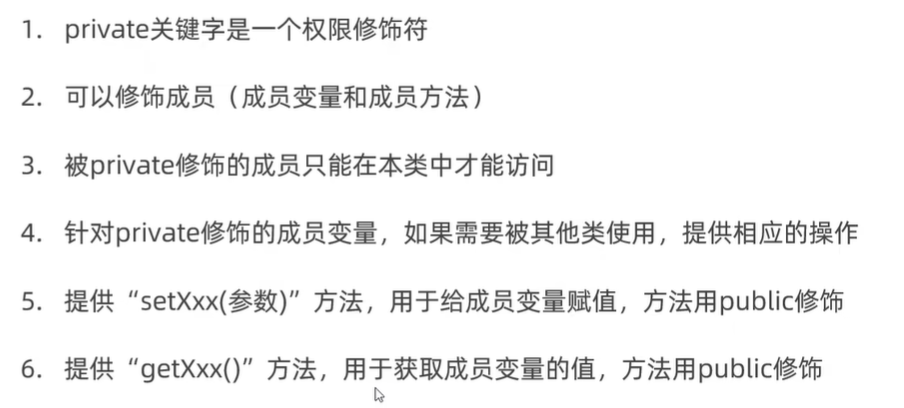 1. private关键字是一个权限修饰符
2. 可以修饰成员（成员变量和成员方法）
3. 被private修饰的成员只能在本类中才能访问
4. 针对private修饰的成员变量，如果需要被其他类使用，提供相应的操作
5. 提供“setXxx(参数)”方法，用于给成员变量赋值，方法用public修饰
6. 提供“getXxx()”方法，用于获取成员变量的值，方法用public修饰